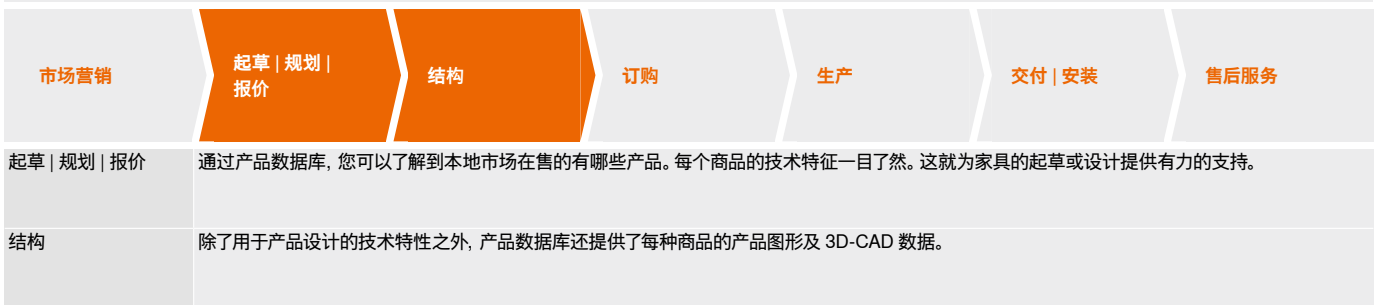 市场营销
起草 | 规划 |
报价
结构
订购
生产
交付 | 安装
售后服务
起草 | 规划 | 报价
通过产品数据库, 您可以了解到本地市场在售的有哪些产品。每个商品的技术特征一目了然。这就为家具的起草或设计提供有力的支持。
结构
除了用于产品设计的技术特性之外, 产品数据库还提供了每种商品的产品图形及 3D-CAD 数据。